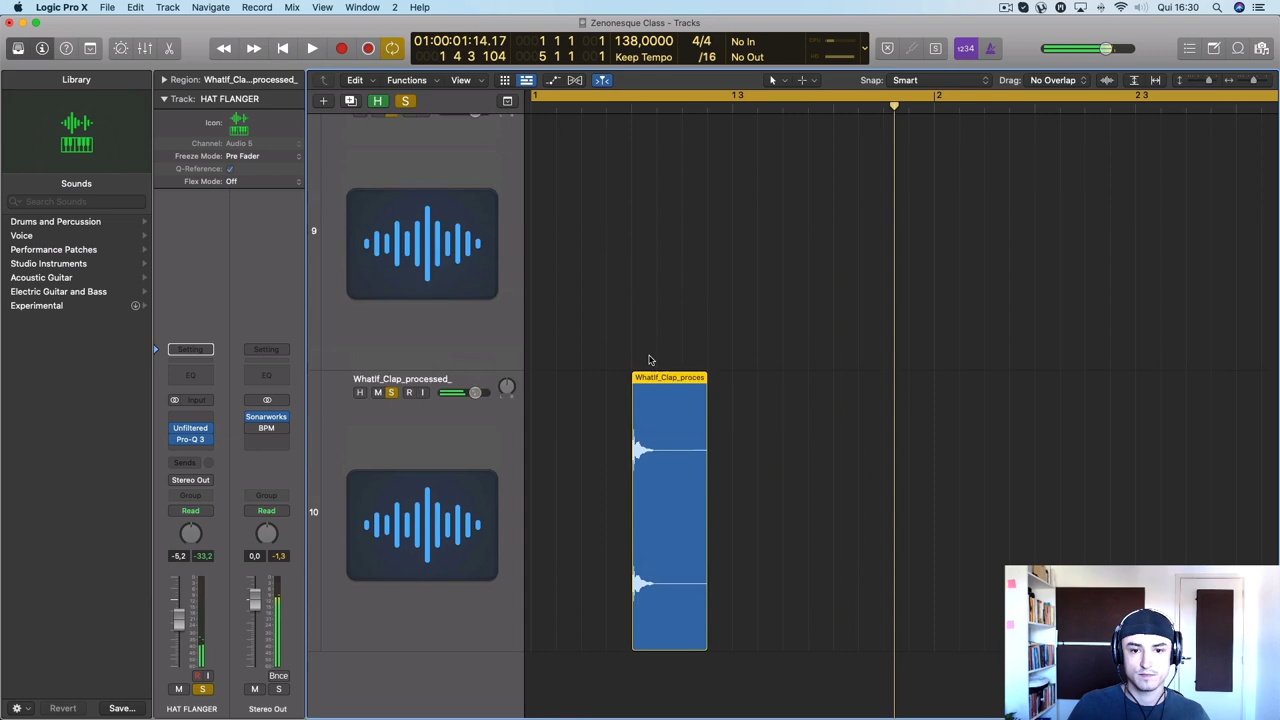 Logic Pro X File Edit Track Navigate Record Mix View Window 2 Help Qui 16:30
Zenonesque Class - Tracks
01:00:01:14.17 1 1 1 1 138,0000 4/4 No In
1 4 3 104 5 1 1 1 Keep Tempo /16 No Out
1234
Library
Region: WhatIf_Cla...processed_
Edit Functions View Snap: Smart Drag: No Overlap
Track: HAT FLANGER
H S
1 1 3 2 2 3
Icon:
Channel: Audio 5
Freeze Mode: Pre Fader
Q-Reference:
Flex Mode: Off
Sounds
Search Sounds
Drums and Percussion
Voice
Performance Patches
Studio Instruments
Acoustic Guitar
Electric Guitar and Bass
Experimental
9
Setting Setting
EQ EQ
Input
Unfiltered
Pro-Q 3
Sonarworks
BPM
Sends
Stereo Out
Group Group
Read Read
-5,2 -33,2 0,0 -1,3
R I Bnce
M S M S
HAT FLANGER Stereo Out
WhatIf_Clap_processed_
H M S R I
10
WhatIf_Clap_proces
Revert Save...